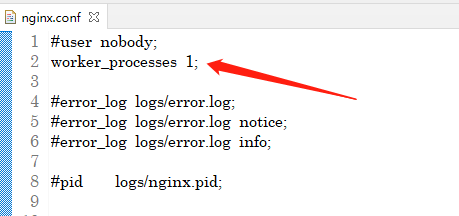 nginx.conf
1 #user nobody;
2 worker_processes 1;
3
4 #error_log logs/error.log;
5 #error_log logs/error.log notice;
6 #error_log logs/error.log info;
7
8 #pid logs/nginx.pid;
9